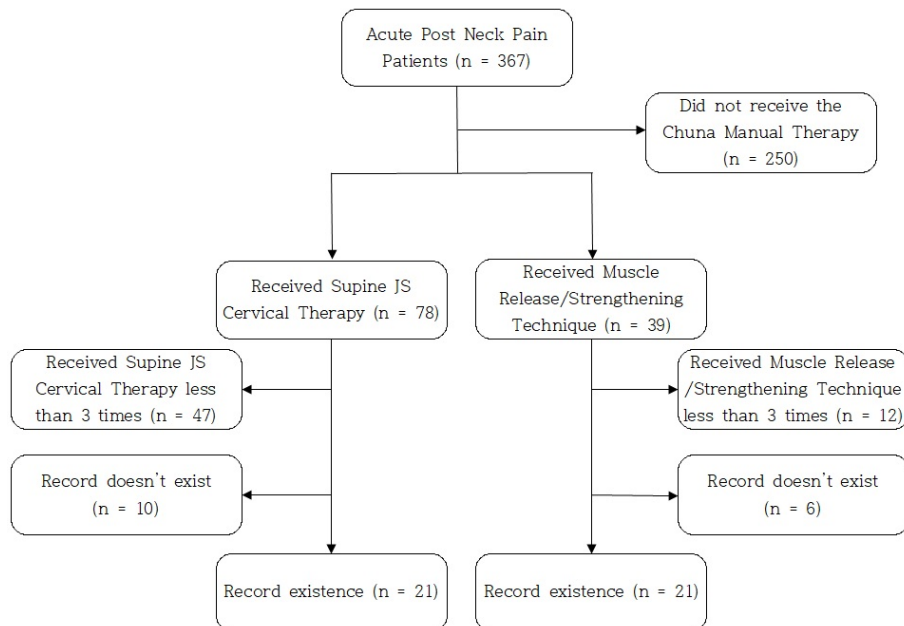 Acute Post Neck Pain
Patients (n = 367)
Did not receive the
Chuna Manual Therapy
(n = 250)
Received Supine JS
Cervical Therapy (n = 78)
Received Muscle
Release/Strengthening
Technique (n = 39)
Received Supine JS
Cervical Therapy less
than 3 times (n = 47)
Received Muscle Release
/Strengthening Technique
less than 3 times (n = 12)
Record doesn't exist
(n = 10)
Record doesn't exist
(n = 6)
Record existence (n = 21)
Record existence (n = 21)